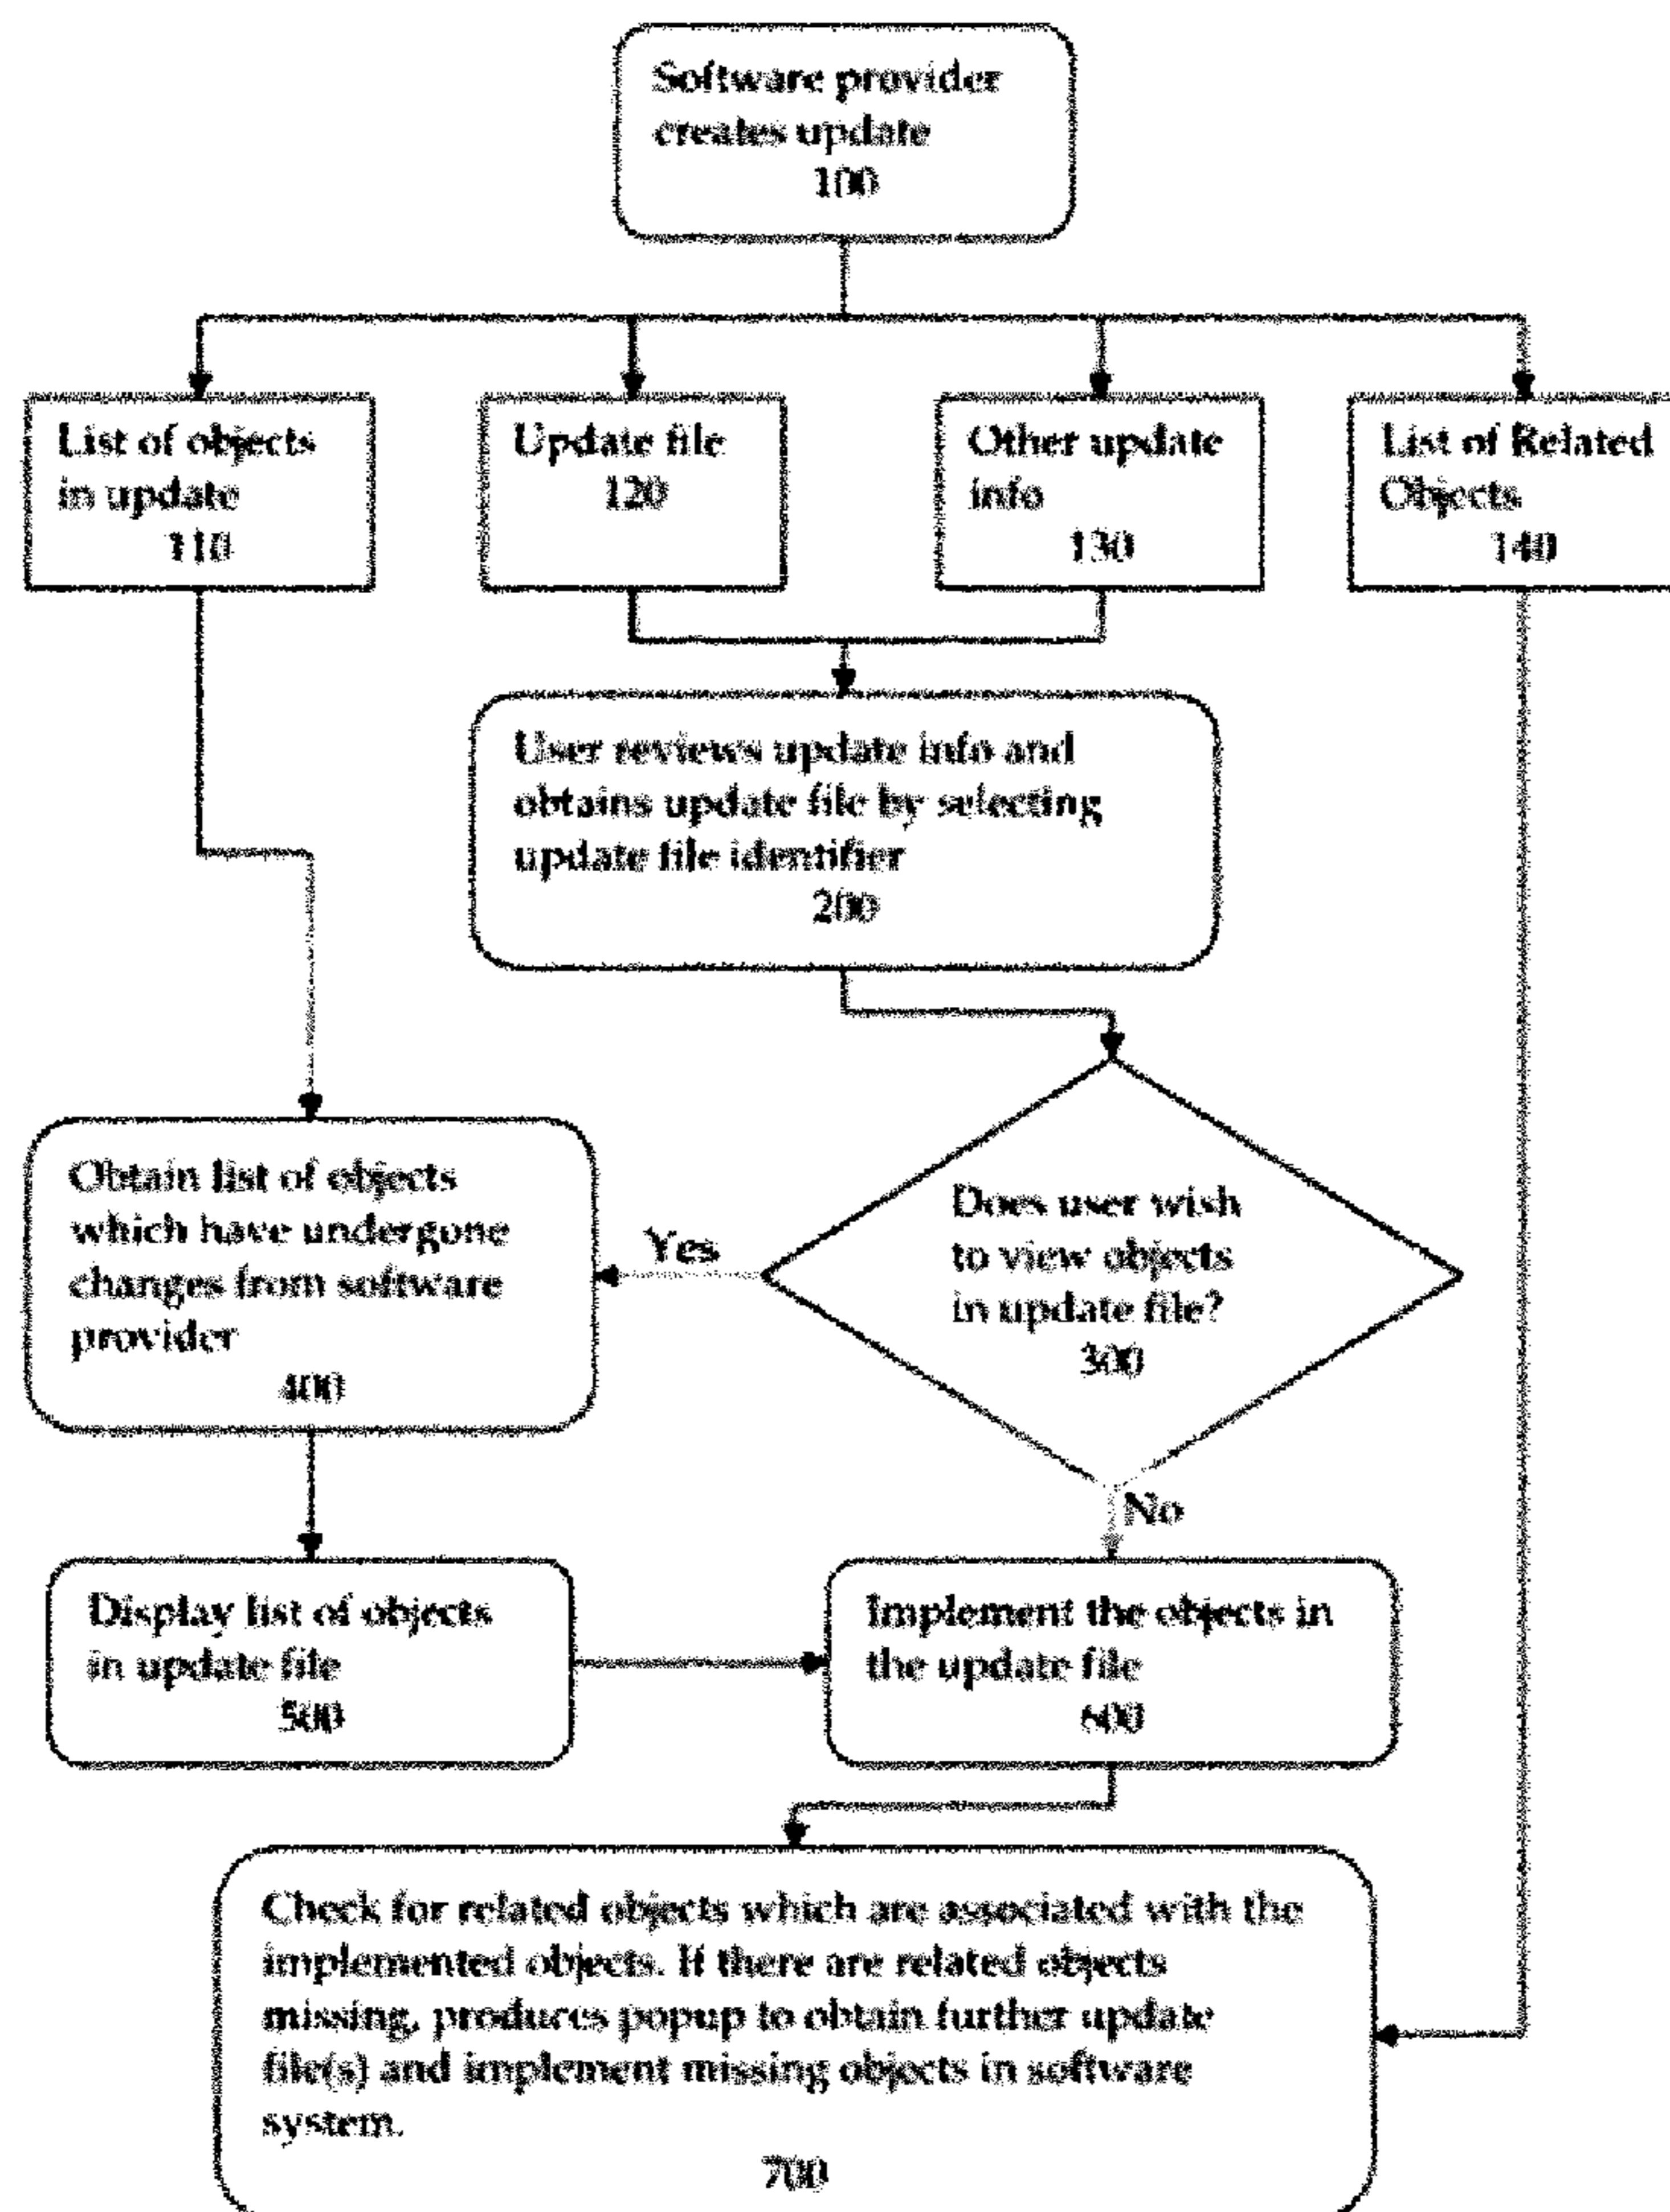 Software provider
creates update
100
List of objects
in update
110
Update file
120
Other update
info
130
List of Related
Objects
140
User reviews update info and
obtains update file by selecting
update file identifier
200
Does user wish
to view objects
in update file?
300
Yes
No
Obtain list of objects
which have undergone
changes from software
provider
400
Display list of objects
in update file
500
Implement the objects in
the update file
600
Check for related objects which are associated with the
implemented objects. If there are related objects
missing, produces popup to obtain further update
file(s) and implement missing objects in software
system.
700